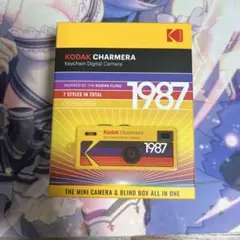 KODAK CHARMERA
Keychain Digital Camera
INSPIRED BY THE KODAK FLING
7 STYLES IN TOTAL
1987
Kodak CHARMERA
1987
THE MINI CAMERA & BLIND BOX ALL IN ONE